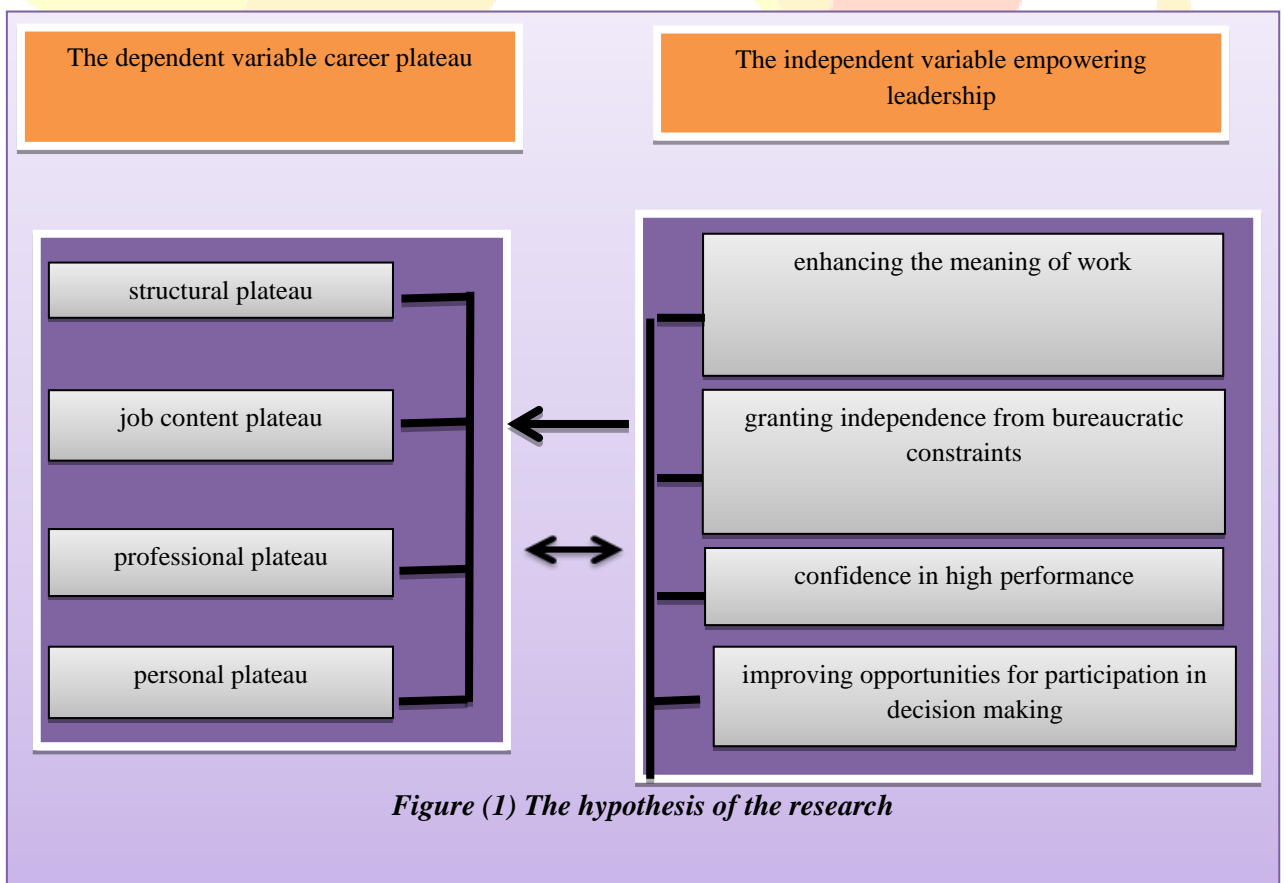 The dependent variable career plateau
The independent variable empowering
leadership
structural plateau
job content plateau
professional plateau
personal plateau
enhancing the meaning of work
granting independence from bureaucratic
constraints
confidence in high performance
improving opportunities for participation in
decision making
Figure (1) The hypothesis of the research